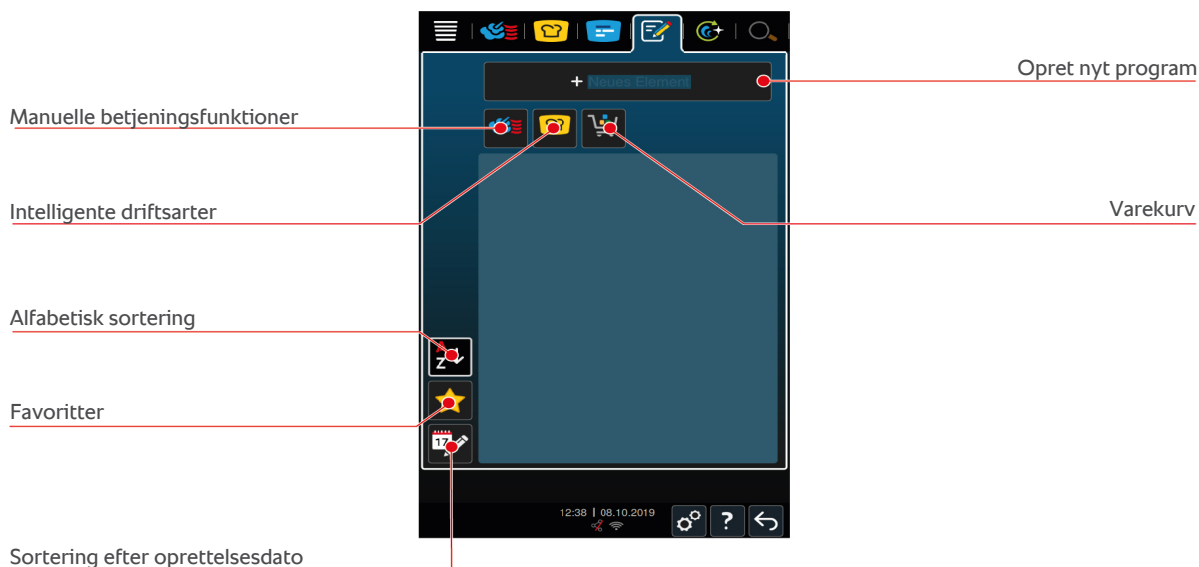 Opret nyt program
+ Neues Element
Manuelle betjeningsfunktioner
Intelligente driftsarter
Varekurv
Alfabetisk sortering
A
Z
Favoritter
17
12:38 | 08.10.2019
?
Sortering efter oprettelsesdato